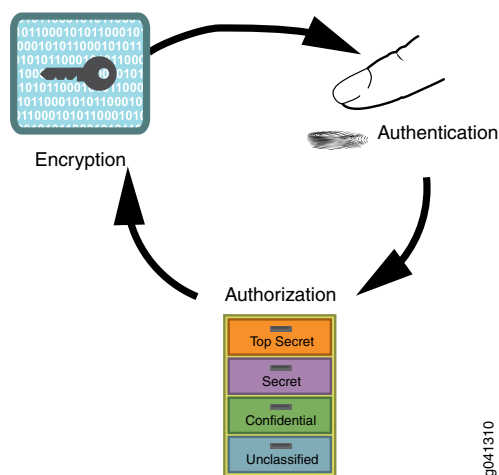 Encryption
Authentication
Authorization
Top Secret
Secret
Confidential
Unclassified
g041310